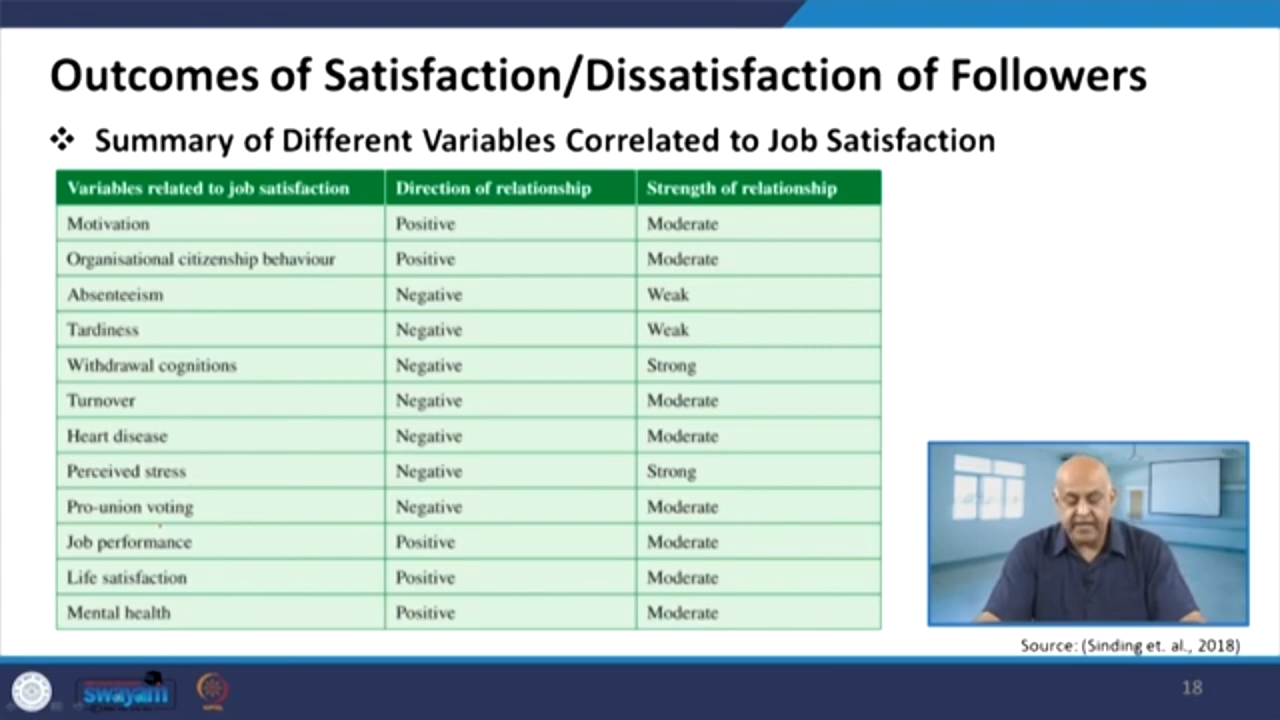 Outcomes of Satisfaction/Dissatisfaction of Followers
❖ Summary of Different Variables Correlated to Job Satisfaction
Variables related to job satisfaction Direction of relationship Strength of relationship
Motivation Positive Moderate
Organisational citizenship behaviour Positive Moderate
Absenteeism Negative Weak
Tardiness Negative Weak
Withdrawal cognitions Negative Strong
Turnover Negative Moderate
Heart disease Negative Moderate
Perceived stress Negative Strong
Pro-union voting Negative Moderate
Job performance Positive Moderate
Life satisfaction Positive Moderate
Mental health Positive Moderate
Source: (Sinding et. al., 2018)
swayam
18